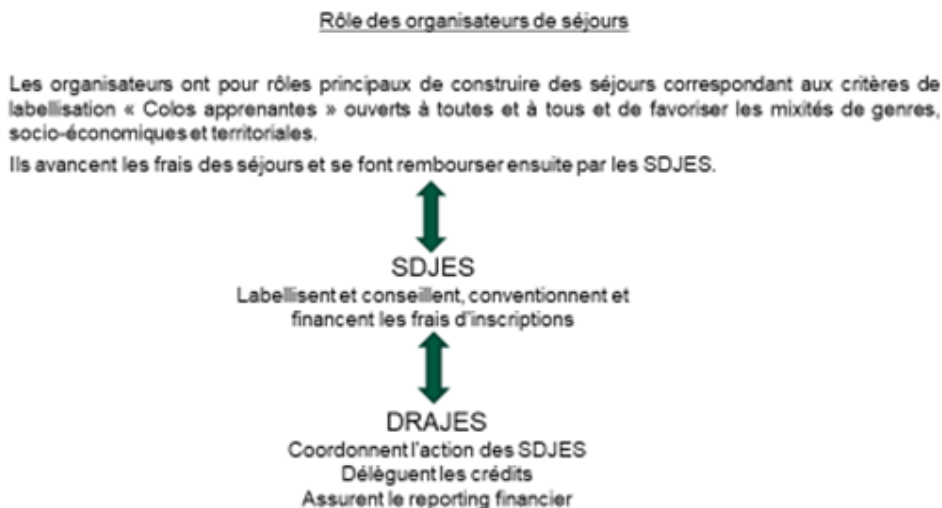 Rôle des organisateurs de séjours
Les organisateurs ont pour rôles principaux de construire des séjours correspondant aux critères de
labellisation « Colos apprenantes » ouverts à toutes et à tous et de favoriser les mixités de genres,
socio-économiques et territoriales.
Ils avancent les frais des séjours et se font rembourser ensuite par les SDJES.
SDJES
Labellisent et conseillent, conventionnent et
financent les frais d'inscriptions
DRAJES
Coordonnent l'action des SDJES
Délèguent les crédits
Assurent le reporting financier